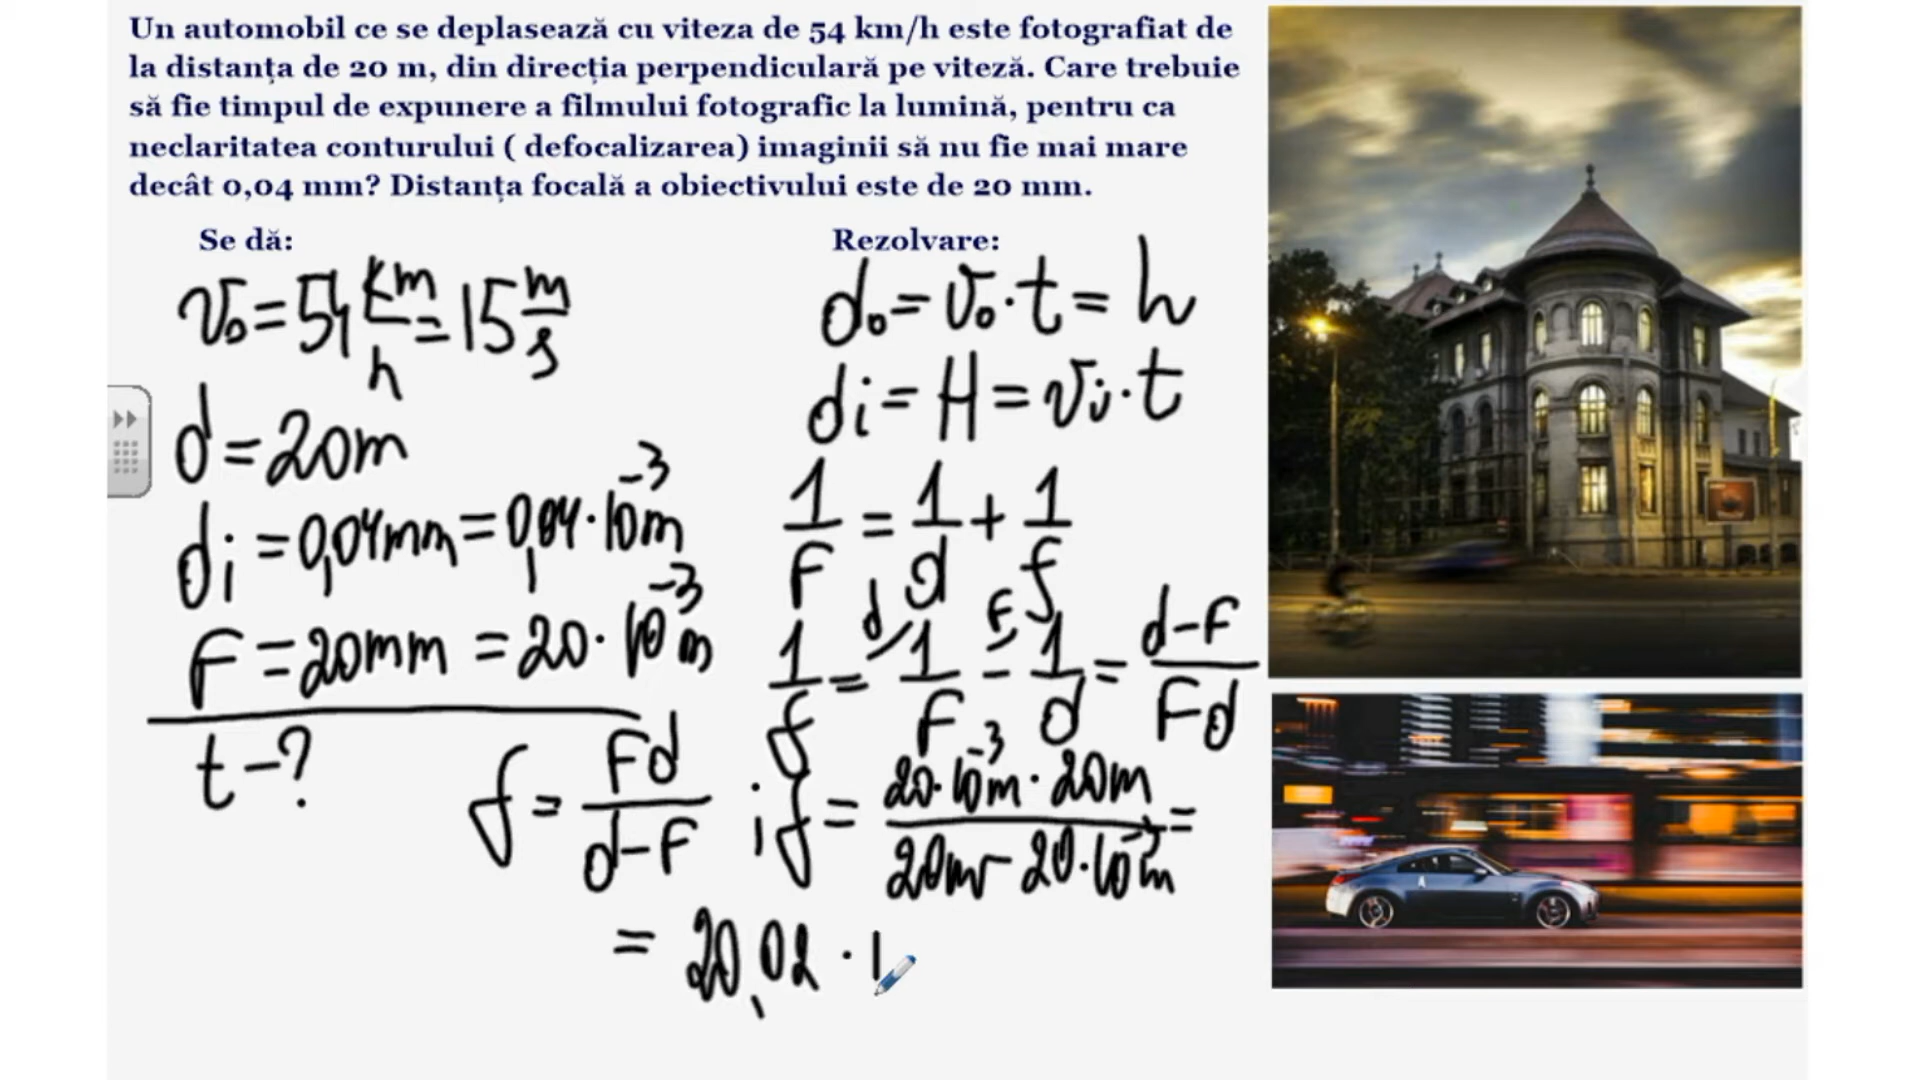 Un automobil ce se deplasează cu viteza de 54 km/h este fotografiat de
la distanța de 20 m, din direcția perpendiculară pe viteză. Care trebuie
să fie timpul de expunere a filmului fotografic la lumină, pentru ca
neclaritatea conturului ( defocalizarea) imaginii să nu fie mai mare
decât 0,04 mm? Distanța focală a obiectivului este de 20 mm.
Se dă:
v₀ = 54 km/h = 15 m/s
d = 20m
di = 0,04mm = 0,04·10⁻³m
F = 20mm = 20·10⁻³m
t - ?
Rezolvare:
d₀ = v₀·t = h
di = H = vi·t
1/F = 1/d + 1/f
1/f = d/ 1/F - F/ 1/d = d-F/Fd
f = Fd/d-F ; f = 20·10⁻³m · 20m / 20m - 20·10⁻³m =
= 20,02 · 1